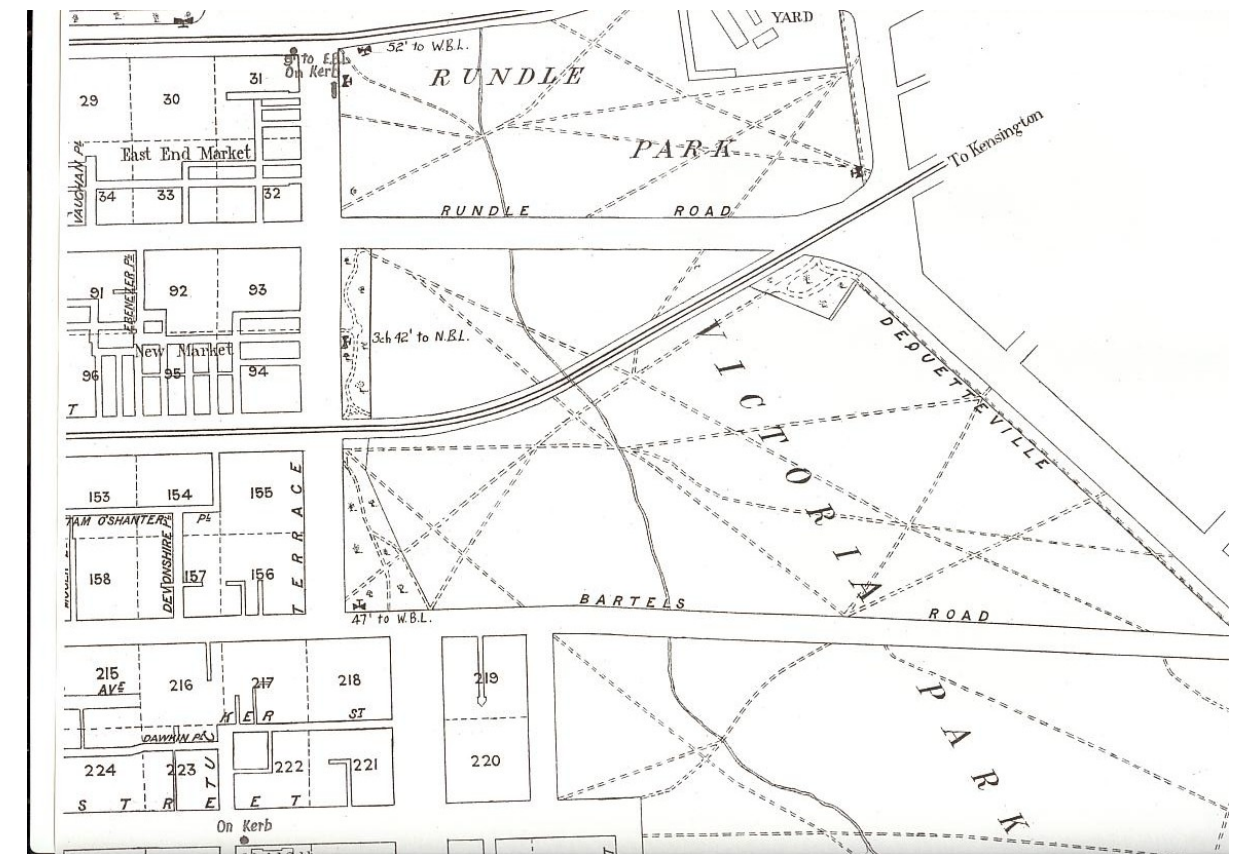 YARD
52' to W.B.L.
On Kerb
RUNDLE
PARK
To Kensington
29
30
31
East End Market
VAUGHAN PL
34
33
32
RUNDLE ROAD
91
EBENEZER PL
92
93
New Market
3ch 42' to N.B.L.
96
95
94
T
VICTORIA
DEQUETTEVILLE
153
154
155
TAM O'SHANTER PL
DEVONSHIRE PL
158
157
156
TERRACE
47' to W.B.L.
BARTELS ROAD
215
AVE
216
217
218
219
KER ST
DAWKIN PL
224
223
222
221
220
STREET
PARK
On Kerb